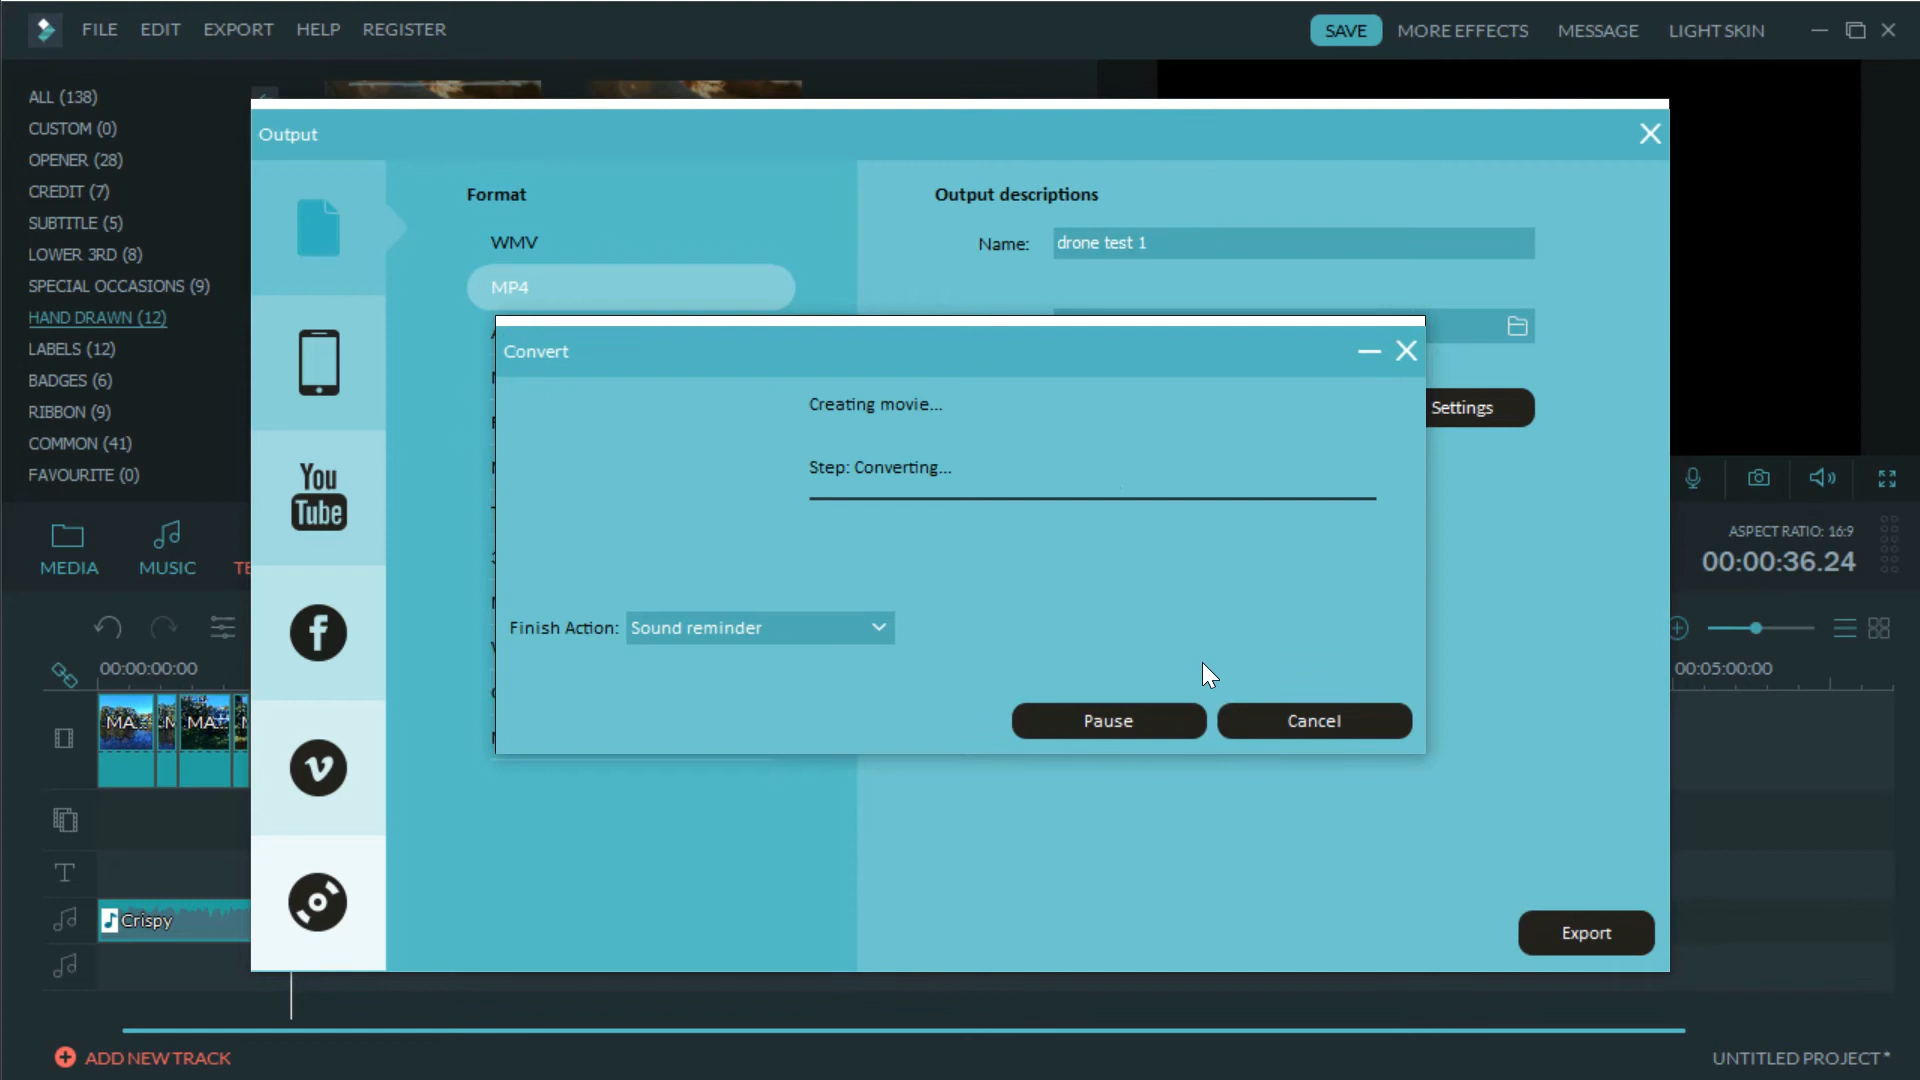 FILE
EDIT
EXPORT
HELP
REGISTER
SAVE
MORE EFFECTS
MESSAGE
LIGHT SKIN
ALL (138)
CUSTOM (0)
OPENER (28)
CREDIT (7)
SUBTITLE (5)
LOWER 3RD (8)
SPECIAL OCCASIONS (9)
HAND DRAWN (12)
LABELS (12)
BADGES (6)
RIBBON (9)
COMMON (41)
FAVOURITE (0)
MEDIA
MUSIC
Output
You
Tube
Format
WMV
MP4
Output descriptions
Name:
drone test 1
Settings
Convert
Creating movie...
Step: Converting...
Finish Action:
Sound reminder
Pause
Cancel
Export
ASPECT RATIO: 16:9
00:00:36.24
00:00:00:00
00:05:00:00
MA...
MA...
Crispy
ADD NEW TRACK
UNTITLED PROJECT *